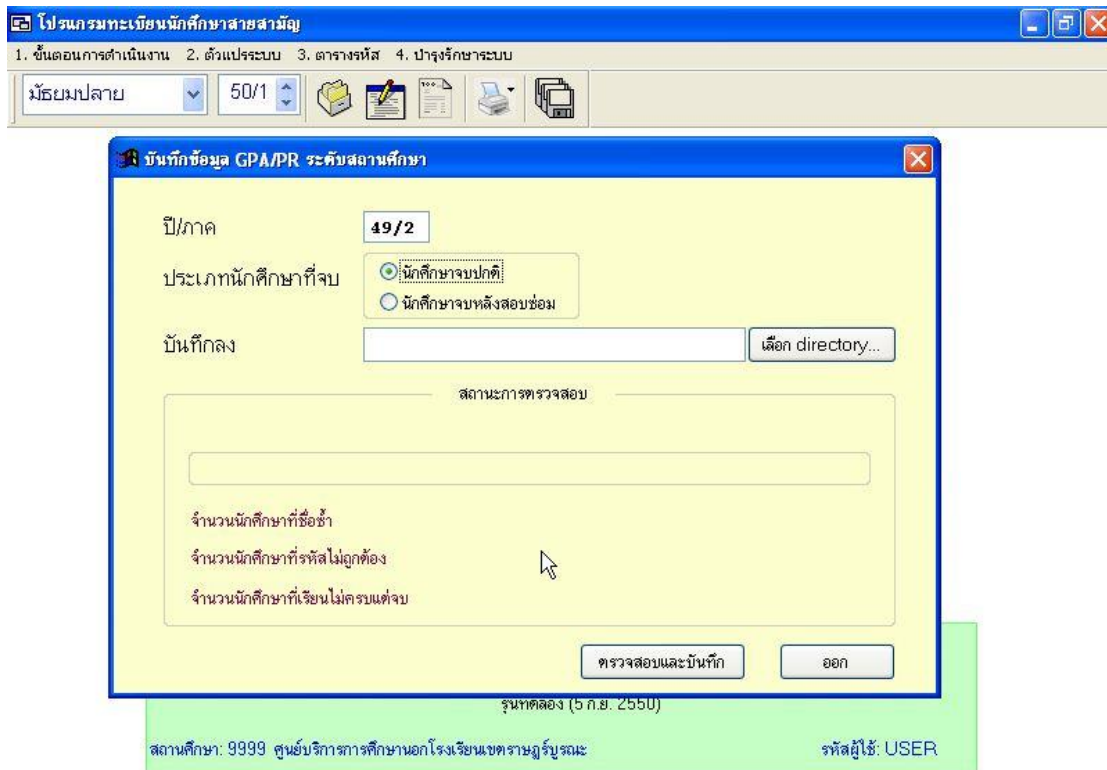 โปรแกรมทะเบียนนักศึกษาสายสามัญ
1. ขั้นตอนการดำเนินงาน 2. ตัวแปรระบบ 3. ตารางรหัส 4. บำรุงรักษาระบบ
มัธยมปลาย 50/1
บันทึกข้อมูล GPA/PR ระดับสถานศึกษา
ปี/ภาค 49/2
ประเภทนักศึกษาที่จบ นักศึกษาจบปกติ
นักศึกษาจบหลังสอบซ่อม
บันทึกลง เลือก directory...
สถานะการตรวจสอบ
จำนวนนักศึกษาที่ชื่อซ้ำ
จำนวนนักศึกษาที่รหัสไม่ถูกต้อง
จำนวนนักศึกษาที่เรียนไม่ครบแต่จบ
ตรวจสอบและบันทึก ออก
รุ่นทดลอง (5 ก.ย. 2550)
สถานศึกษา: 9999 ศูนย์บริการการศึกษานอกโรงเรียนเขตราษฎร์บูรณะ รหัสผู้ใช้: USER